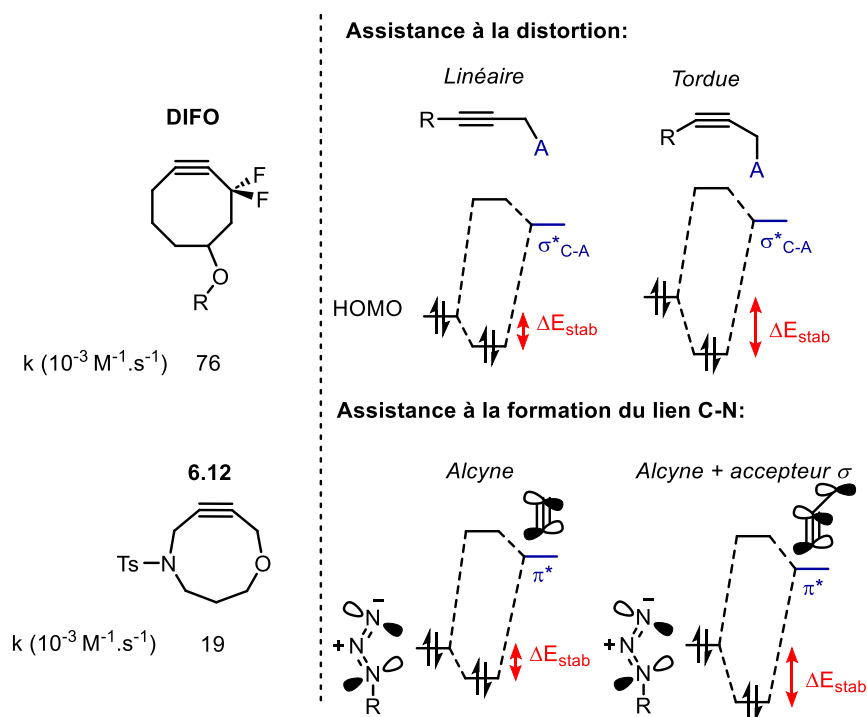 Assistance à la distortion:
Linéaire
Tordue
DIFO
R
A
R
A
F
F
O
R
σ*C-A
σ*C-A
HOMO
ΔEstab
ΔEstab
k (10-3 M-1.s-1) 76
Assistance à la formation du lien C-N:
6.12
Alcyne
Alcyne + accepteur σ
Ts
N
O
π*
π*
N
−
+
N
N
R
N
−
+
N
N
R
ΔEstab
ΔEstab
k (10-3 M-1.s-1) 19